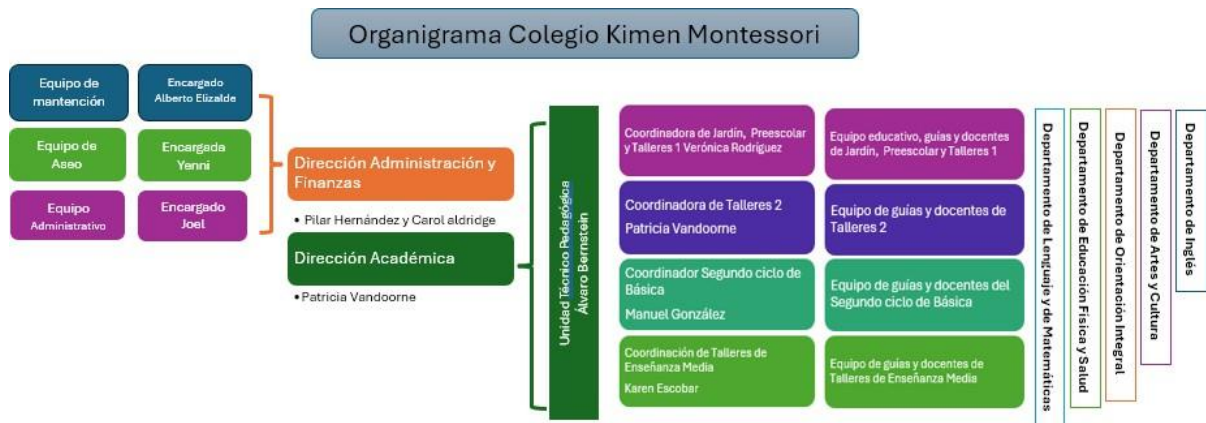 Organigrama Colegio Kimen Montessori
Equipo de
mantención
Encargado
Alberto Elizalde
Equipo de
Aseo
Encargada
Yenni
Equipo
Administrativo
Encargado
Joel
Dirección Administración y
Finanzas
• Pilar Hernández y Carol aldridge
Dirección Académica
• Patricia Vandoorne
Unidad Técnico Pedagógica
Álvaro Bernstein
Coordinadora de Jardín, Preescolar
y Talleres 1 Verónica Rodríguez
Equipo educativo, guías y docentes
de Jardín, Preescolar y Talleres 1
Coordinadora de Talleres 2
Patricia Vandoorne
Equipo de guías y docentes de
Talleres 2
Coordinador Segundo ciclo de
Básica
Manuel González
Equipo de guías y docentes del
Segundo ciclo de Básica
Coordinación de Talleres de
Enseñanza Media
Karen Escobar
Equipo de guías y docentes de
Talleres de Enseñanza Media
Departamento de Lenguaje y de Matemáticas
Departamento de Educación Física y Salud
Departamento de Orientación Integral
Departamento de Artes y Cultura
Departamento de Inglés